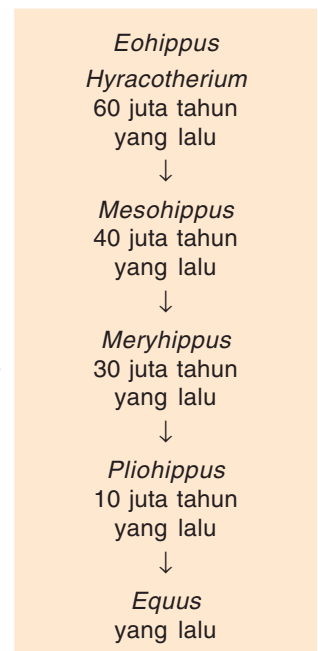 Eohippus
Hyracotherium
60 juta tahun
yang lalu
↓
Mesohippus
40 juta tahun
yang lalu
↓
Meryhippus
30 juta tahun
yang lalu
↓
Pliohippus
10 juta tahun
yang lalu
↓
Equus
yang lalu